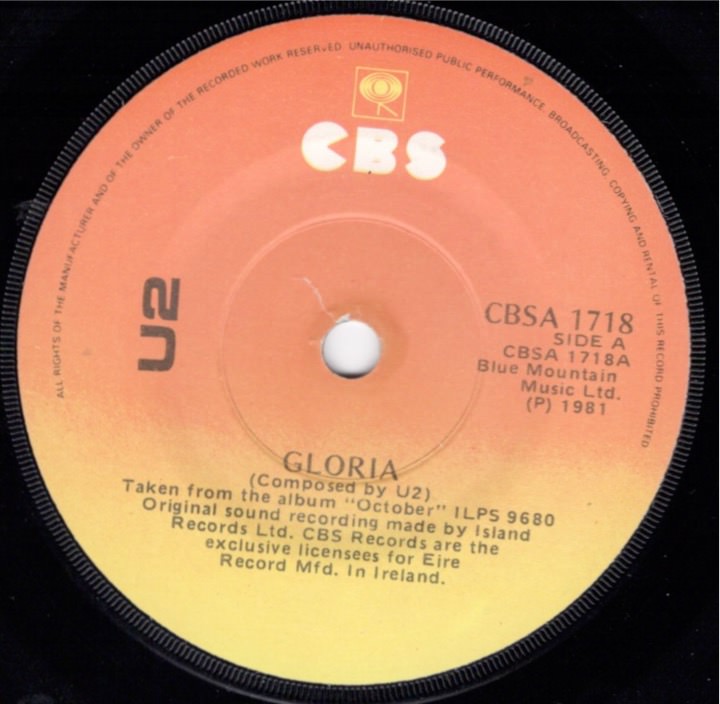 ALL RIGHTS OF THE MANUFACTURER AND OF THE OWNER OF THE RECORDED WORK RESERVED. UNAUTHORISED PUBLIC PERFORMANCE, BROADCASTING, COPYING AND RENTAL OF THIS RECORD PROHIBITED
CBS
U2
CBSA 1718
SIDE A
CBSA 1718A
Blue Mountain
Music Ltd.
(P) 1981
GLORIA
(Composed by U2)
Taken from the album "October" ILPS 9680
Original sound recording made by Island
Records Ltd. CBS Records are the
exclusive licensees for Eire
Record Mfd. In Ireland.